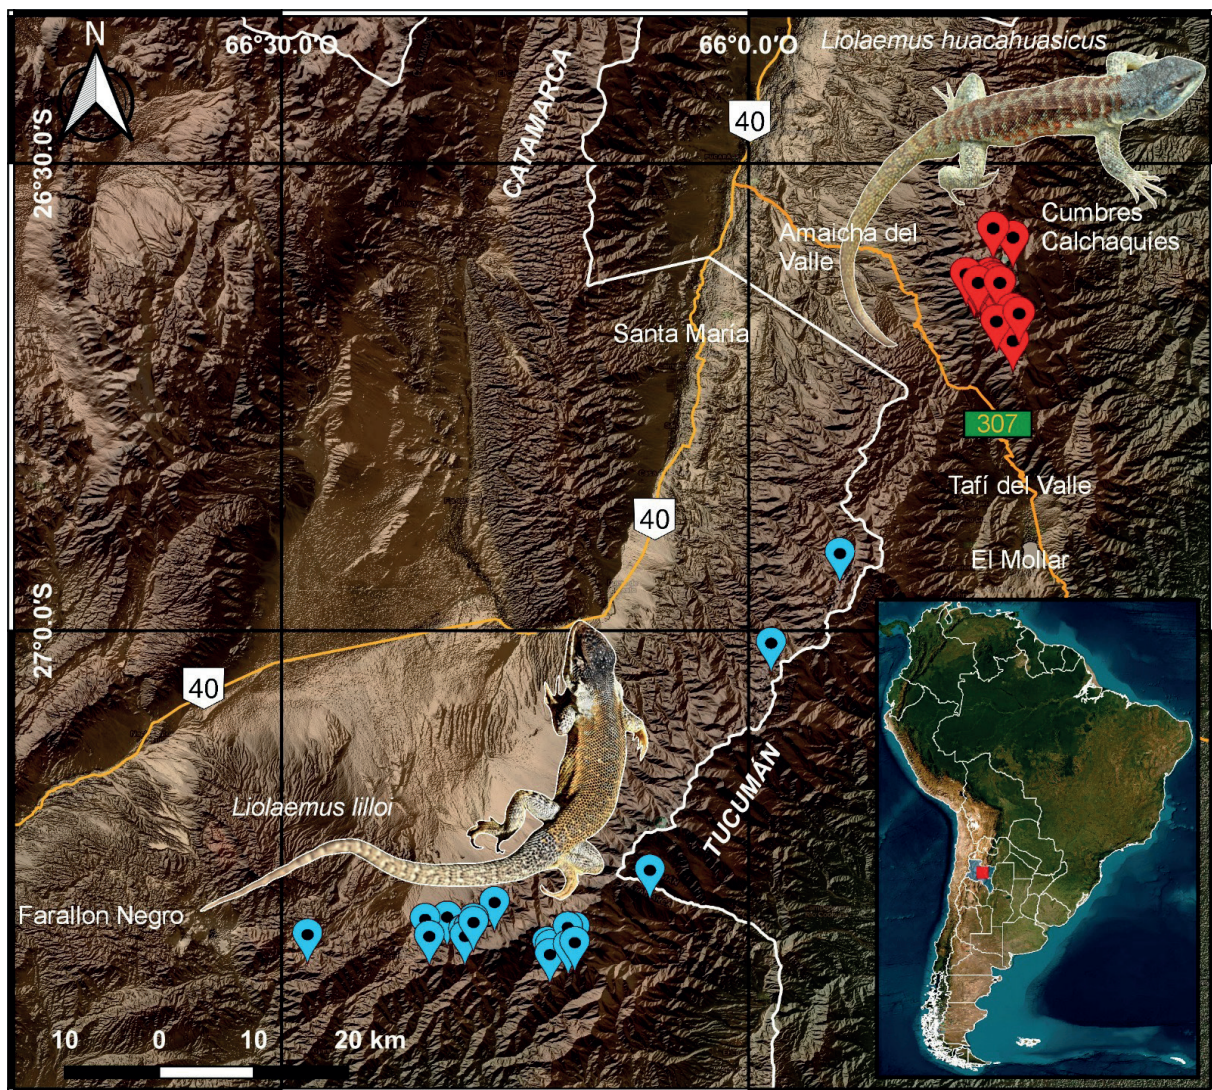 N
66°30.0'O
66°0.0'O
Liolaemus huacahuasicus
CATAMARCA
40
26°30.0'S
Cumbres
Calchaquies
Amaicha del
Valle
Santa María
307
Tafí del Valle
40
El Mollar
27°0.0'S
40
Liolaemus lilloi
TUCUMÁN
Farallon Negro
10 0 10 20 km